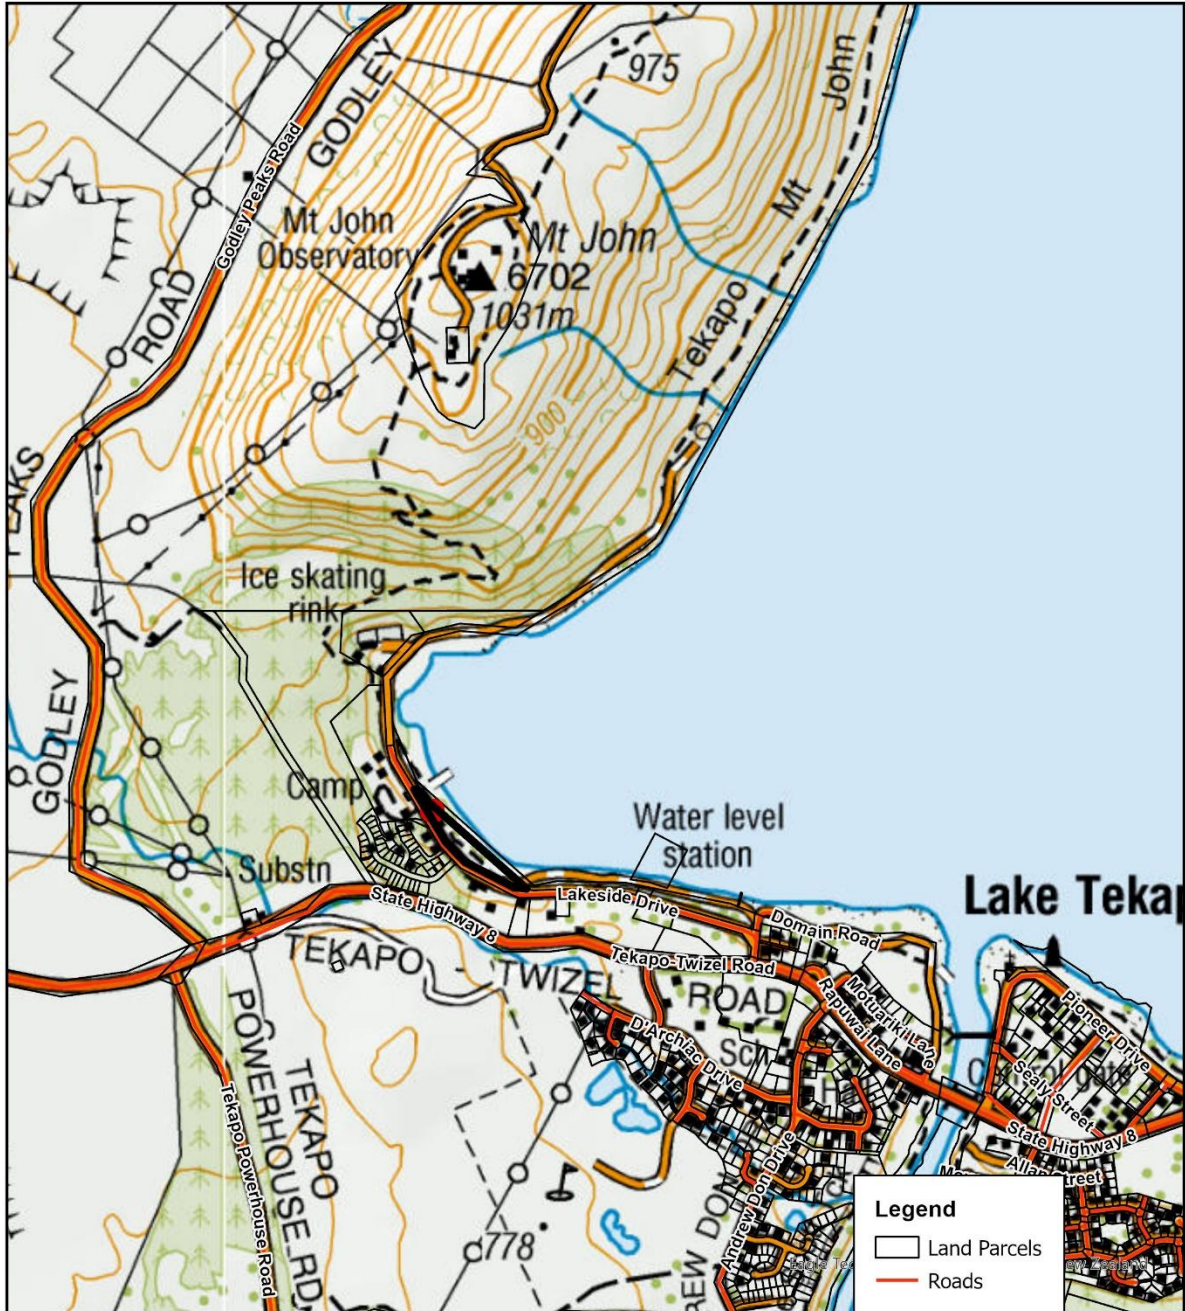 975
John
GODLEY
Godley Peaks Road
Mt
Mt John
Observatory
Mt John
6702
1031m
ROAD
Tekapo
900
Ice skating
rink
GODLEY
Camp
Water level
station
Substn
Lake Tekap
State Highway 8
Lakeside Drive
Domain Road
TEKAPO
TWIZEL
ROAD
Tekapo-Twizel Road
Motuariki Lane
Rapuwai Lane
Pioneer Drive
D'Archiac Drive
Sch
Sealy Street
State Highway 8
POWERHOUSE RD
TEKAPO
Tekapo Powerhouse Road
Andrew Don Drive
778
Legend
Land Parcels
Roads